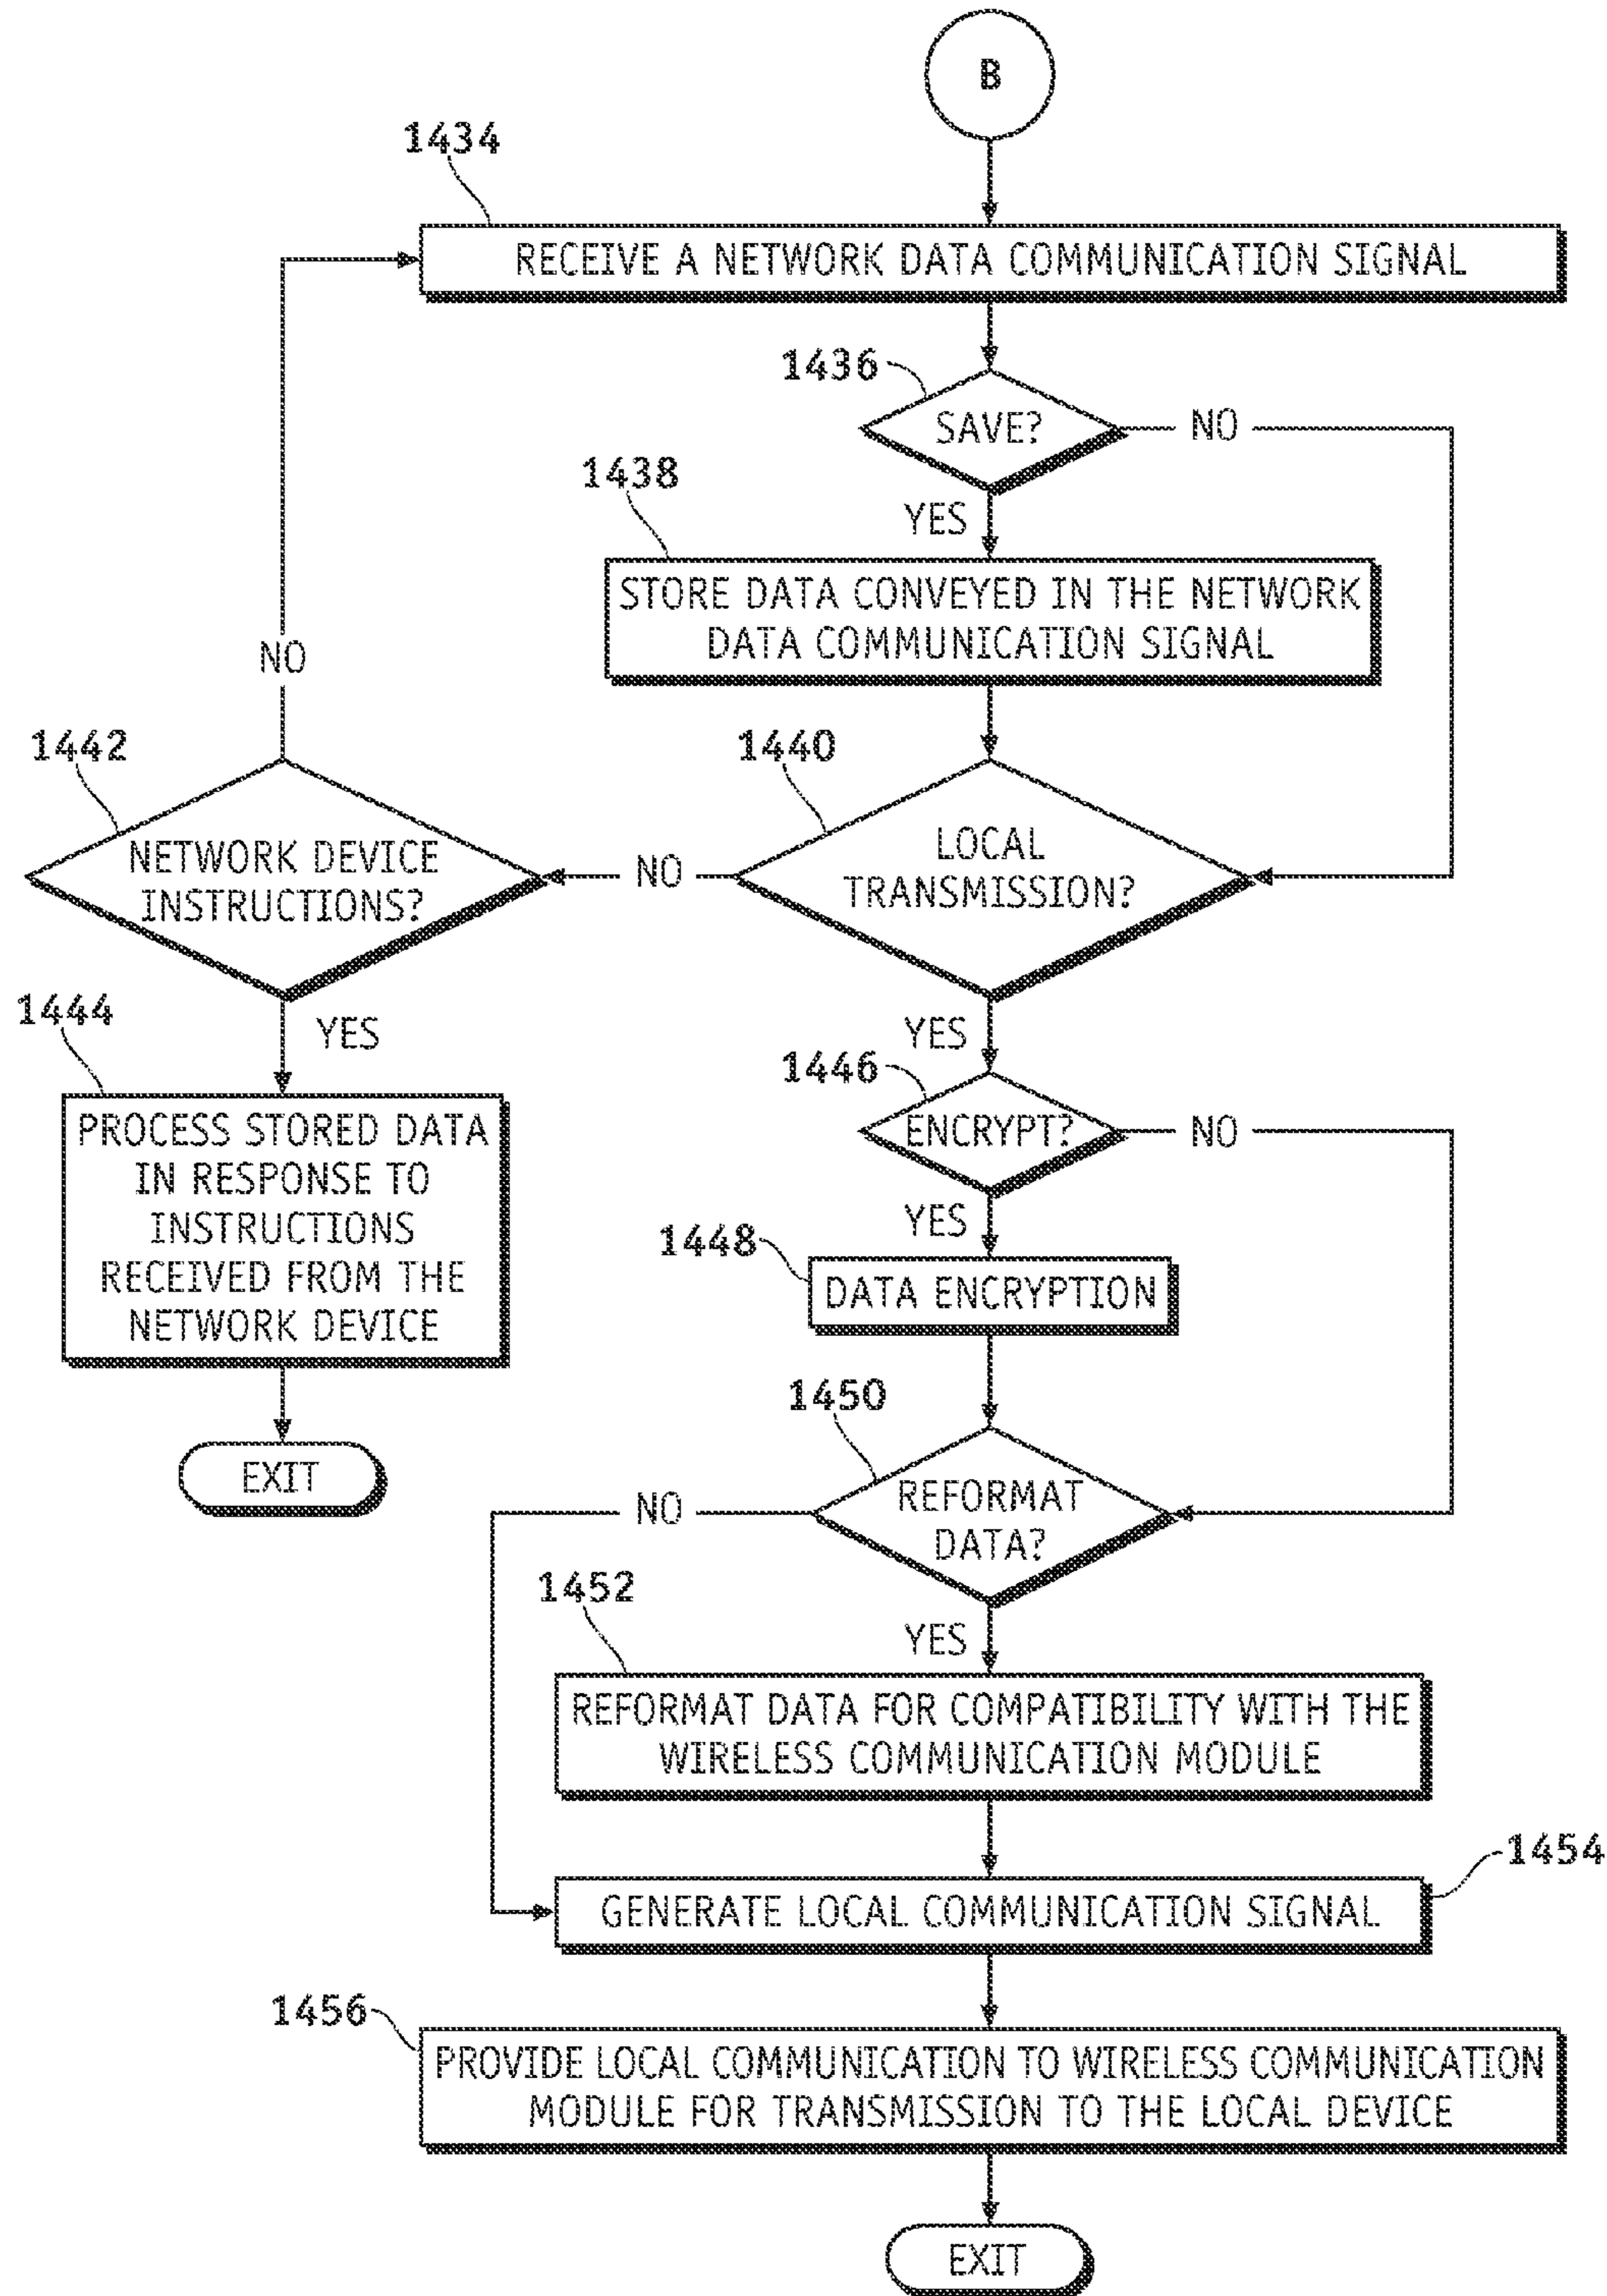 B
1434
RECEIVE A NETWORK DATA COMMUNICATION SIGNAL
1436
SAVE?
NO
1438
YES
STORE DATA CONVEYED IN THE NETWORK
DATA COMMUNICATION SIGNAL
NO
1442
1440
NETWORK DEVICE
INSTRUCTIONS?
NO
LOCAL
TRANSMISSION?
1444
YES
YES
1446
PROCESS STORED DATA
IN RESPONSE TO
INSTRUCTIONS
RECEIVED FROM THE
NETWORK DEVICE
ENCRYPT?
NO
YES
1448
DATA ENCRYPTION
1450
EXIT
NO
REFORMAT
DATA?
1452
YES
REFORMAT DATA FOR COMPATIBILITY WITH THE
WIRELESS COMMUNICATION MODULE
1454
GENERATE LOCAL COMMUNICATION SIGNAL
1456
PROVIDE LOCAL COMMUNICATION TO WIRELESS COMMUNICATION
MODULE FOR TRANSMISSION TO THE LOCAL DEVICE
EXIT